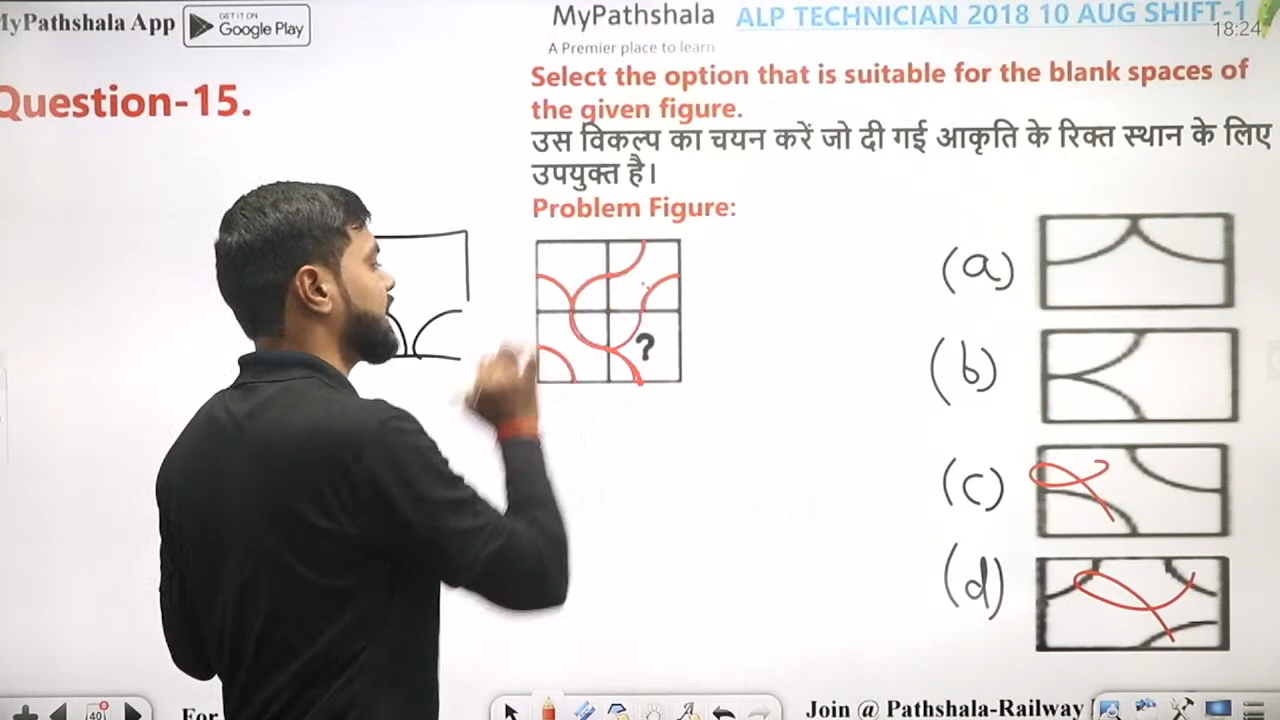 MyPathshala App
GET IT ON
Google Play
MyPathshala
A Premier place to learn
ALP TECHNICIAN 2018 10 AUG SHIFT-1
18:24
Question-15.
Select the option that is suitable for the blank spaces of
the given figure.
उस विकल्प का चयन करें जो दी गई आकृति के रिक्त स्थान के लिए
उपयुक्त है।
Problem Figure:
?
(a)
(b)
(c)
(d)
40
For
Join @ Pathshala-Railway